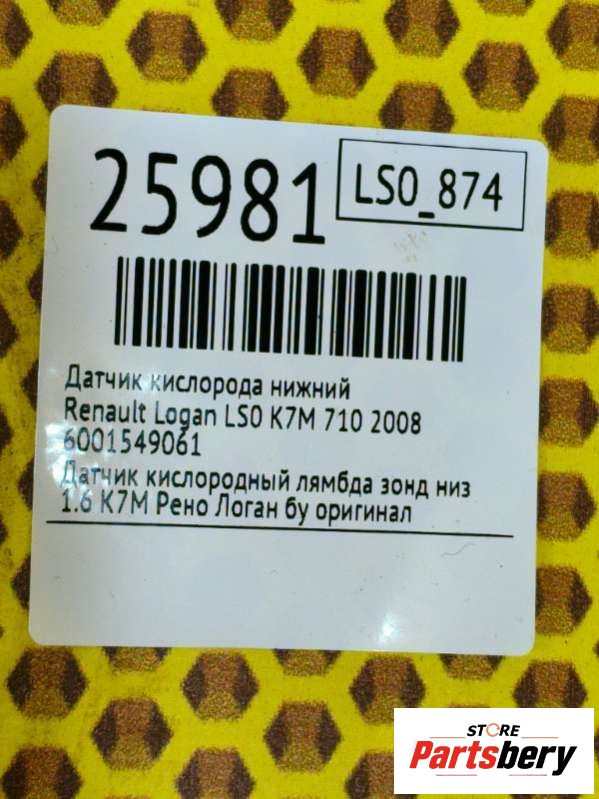 25981
LS0_874
Датчик кислорода нижний
Renault Logan LS0 K7M 710 2008
6001549061
Датчик кислородный лямбда зонд низ
1.6 K7M Рено Логан бу оригинал
STORE
Partsbery